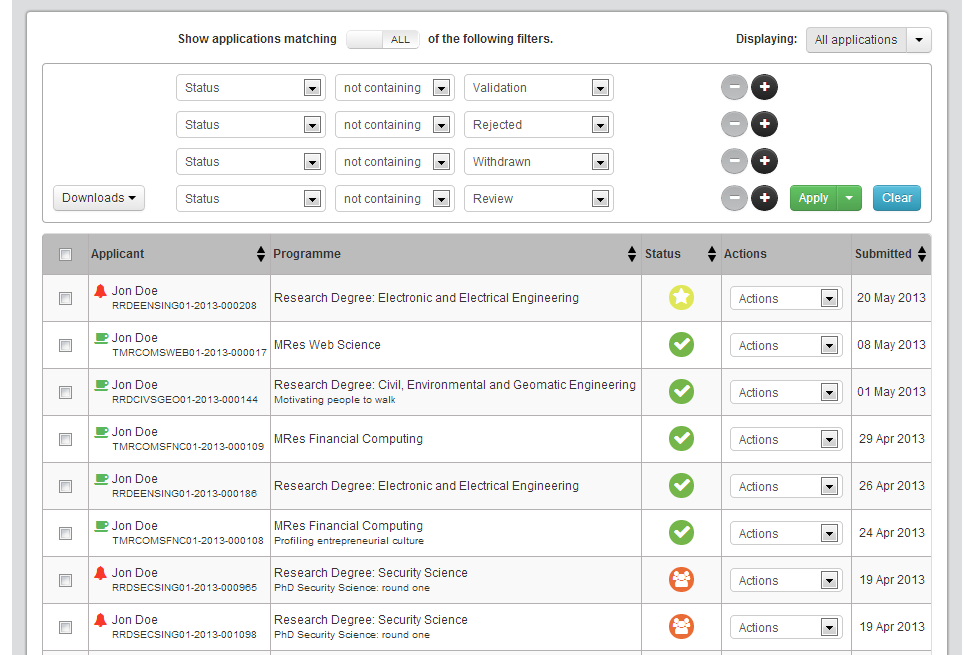 Show applications matching ALL of the following filters. Displaying: All applications
Status not containing Validation
Status not containing Rejected
Status not containing Withdrawn
Downloads Status not containing Review Apply Clear
Applicant Programme Status Actions Submitted
Jon Doe
RRDEENSING01-2013-000208 Research Degree: Electronic and Electrical Engineering Actions 20 May 2013
Jon Doe
TMRCOMSWEB01-2013-000017 MRes Web Science Actions 08 May 2013
Jon Doe Research Degree: Civil, Environmental and Geomatic Engineering Actions 01 May 2013
RRDCIVSGEO01-2013-000144 Motivating people to walk
Jon Doe
TMRCOMSFNC01-2013-000109 MRes Financial Computing Actions 29 Apr 2013
Jon Doe
RRDEENSING01-2013-000186 Research Degree: Electronic and Electrical Engineering Actions 26 Apr 2013
Jon Doe MRes Financial Computing Actions 24 Apr 2013
TMRCOMSFNC01-2013-000108 Profiling entrepreneurial culture
Jon Doe Research Degree: Security Science Actions 19 Apr 2013
RRDSECSING01-2013-000965 PhD Security Science: round one
Jon Doe Research Degree: Security Science Actions 19 Apr 2013
RRDSECSING01-2013-001098 PhD Security Science: round one